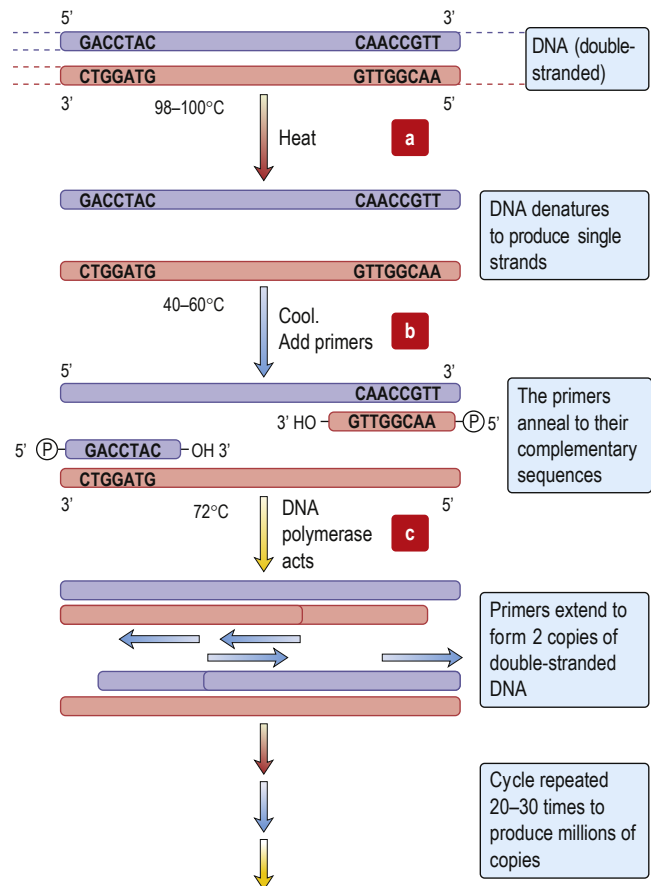 5’ 3’
GACCTAC CAACCGTT
CTGGATG GTTGGCAA
3’ 5’
DNA (double-
stranded)
98–100°C
Heat
a
GACCTAC CAACCGTT
CTGGATG GTTGGCAA
DNA denatures
to produce single
strands
40–60°C
Cool.
Add primers
b
5’ 3’
CAACCGTT
3’ HO GTTGGCAA P 5’
5’ P GACCTAC OH 3’
CTGGATG
3’ 5’
The primers
anneal to their
complementary
sequences
72°C
DNA
polymerase
acts
c
Primers extend to
form 2 copies of
double-stranded
DNA
Cycle repeated
20–30 times to
produce millions of
copies